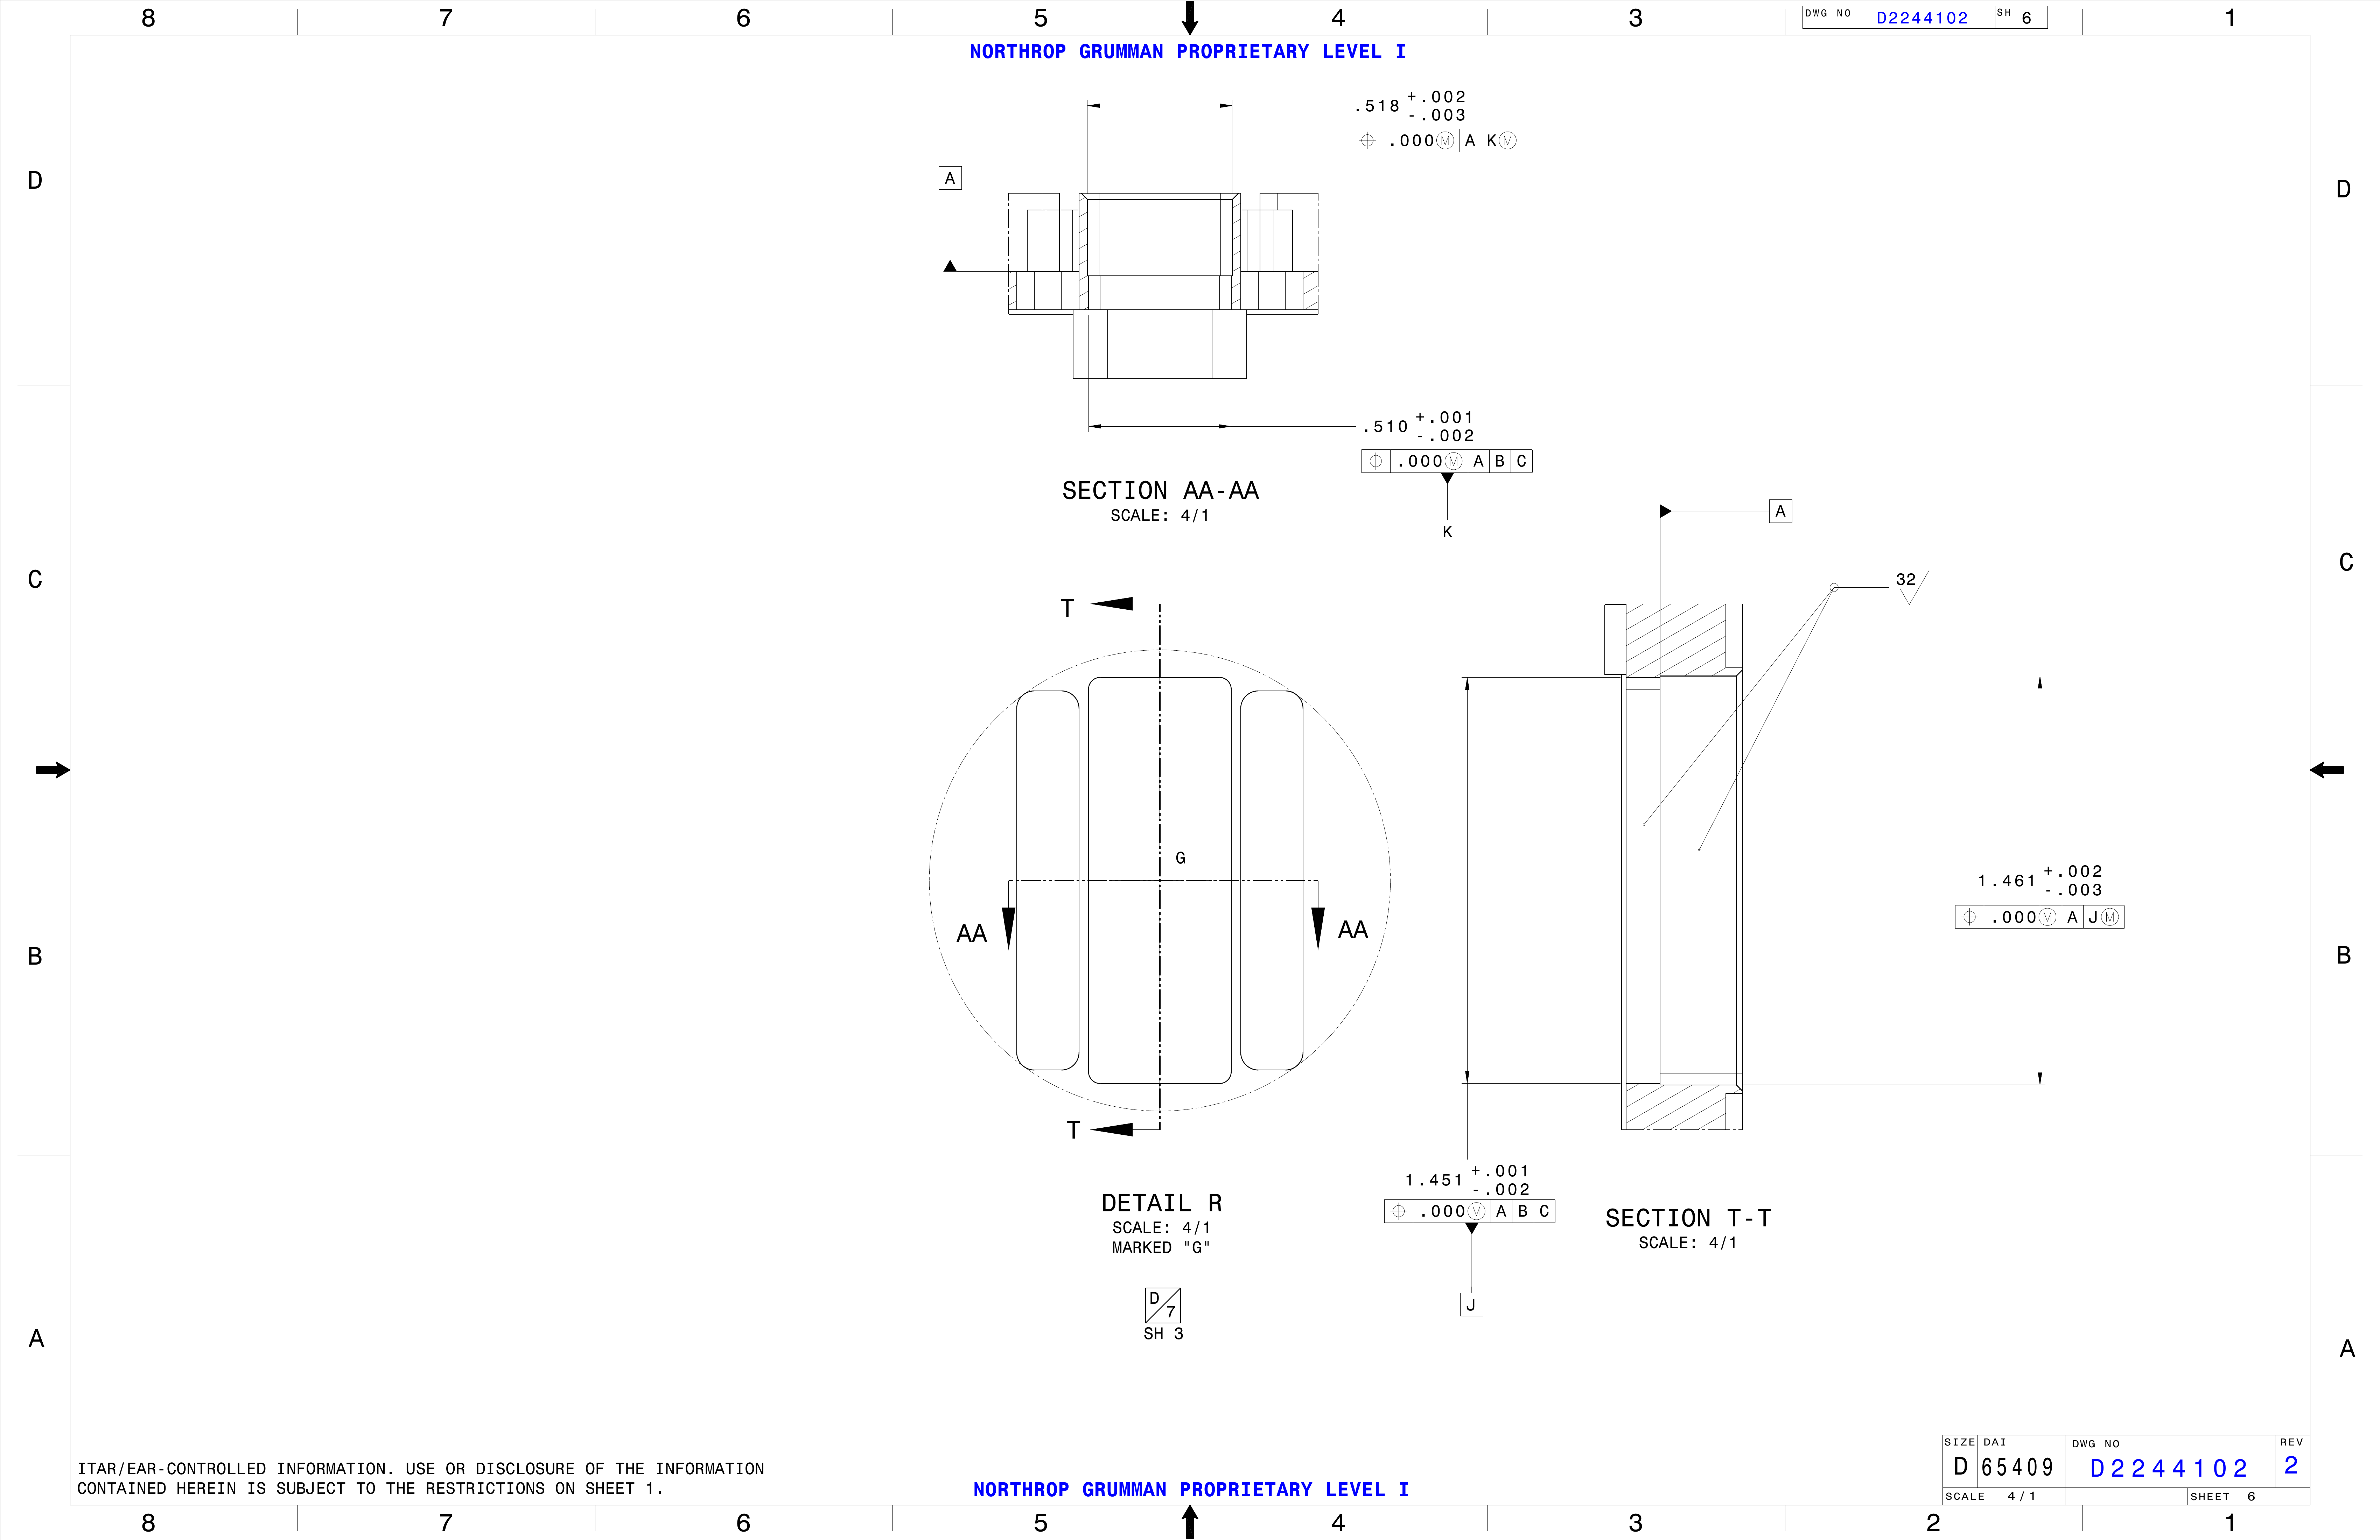 8 7 6 5 4 3 1
DWG NO D2244102 SH 6
NORTHROP GRUMMAN PROPRIETARY LEVEL I
D
D
.518 +.002 -.003
⌖ .000Ⓜ A KⓂ
A
.510 +.001 -.002
⌖ .000Ⓜ A B C
K
SECTION AA-AA
SCALE: 4/1
A
32
C
C
T
G
AA
AA
1.461 +.002 -.003
⌖ .000Ⓜ A JⓂ
B
B
T
1.451 +.001 -.002
⌖ .000Ⓜ A B C
J
DETAIL R
SCALE: 4/1
MARKED "G"
D/7
SH 3
SECTION T-T
SCALE: 4/1
A
A
ITAR/EAR-CONTROLLED INFORMATION. USE OR DISCLOSURE OF THE INFORMATION
CONTAINED HEREIN IS SUBJECT TO THE RESTRICTIONS ON SHEET 1.
NORTHROP GRUMMAN PROPRIETARY LEVEL I
SIZE DAI DWG NO REV
D 65409 D2244102 2
SCALE 4/1 SHEET 6
8 7 6 5 4 3 2 1